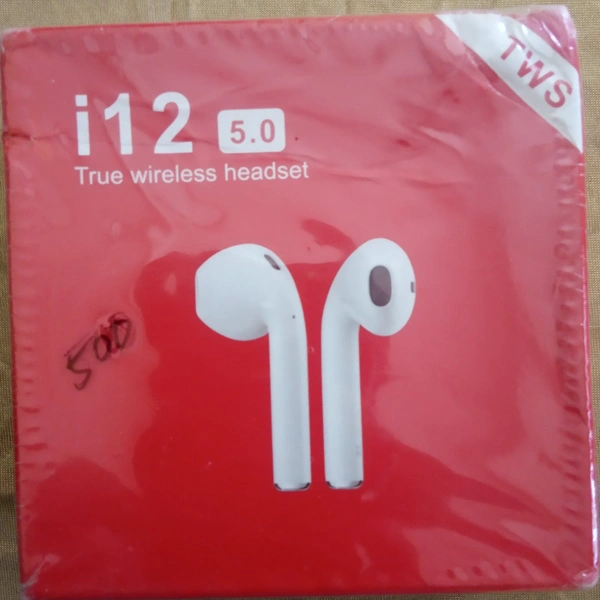 TWS
i12 5.0
True wireless headset
500